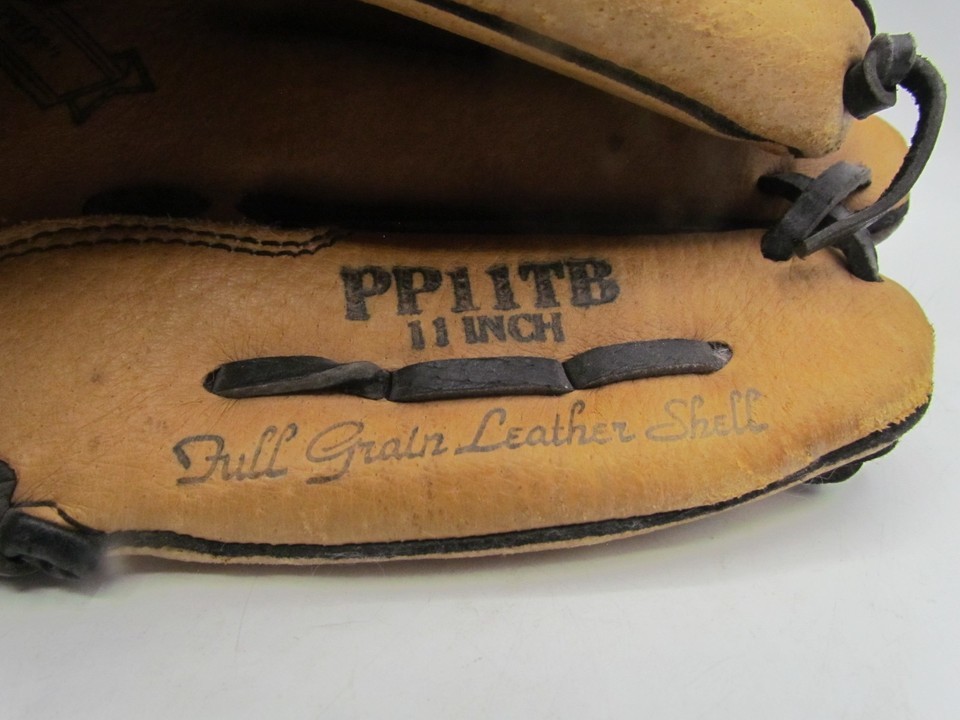 PP11TB
11 INCH
Full Grain Leather Shell